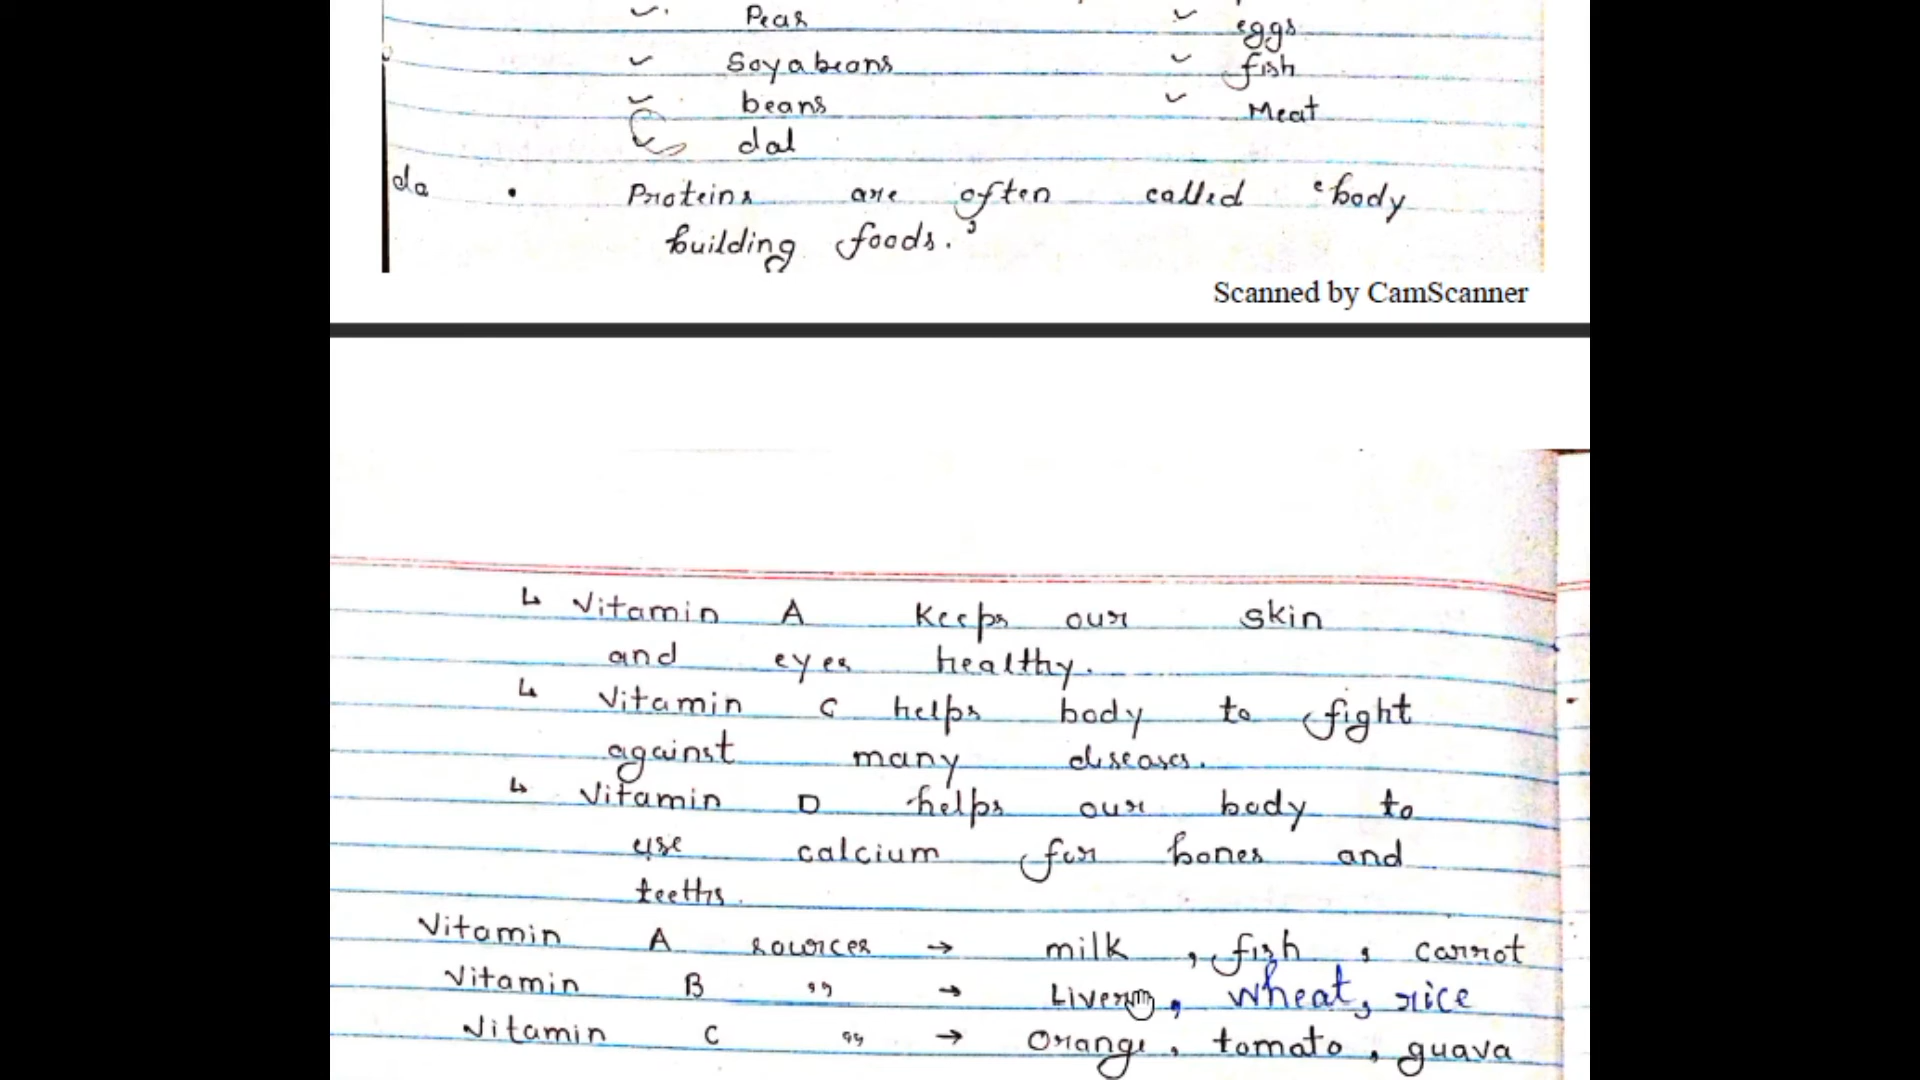 Peas eggs
Soyabeans fish
beans Meat
dal
da • Proteins are often called ‘body
building foods.’
Scanned by CamScanner
↳ Vitamin A keeps our skin
and eyes healthy.
↳ Vitamin C helps body to fight
against many diseases.
↳ Vitamin D helps our body to
use calcium for bones and
teeths.
Vitamin A sources → milk, fish, carrot
Vitamin B " → Liver, wheat, rice
Vitamin C " → Orange, tomato, guava